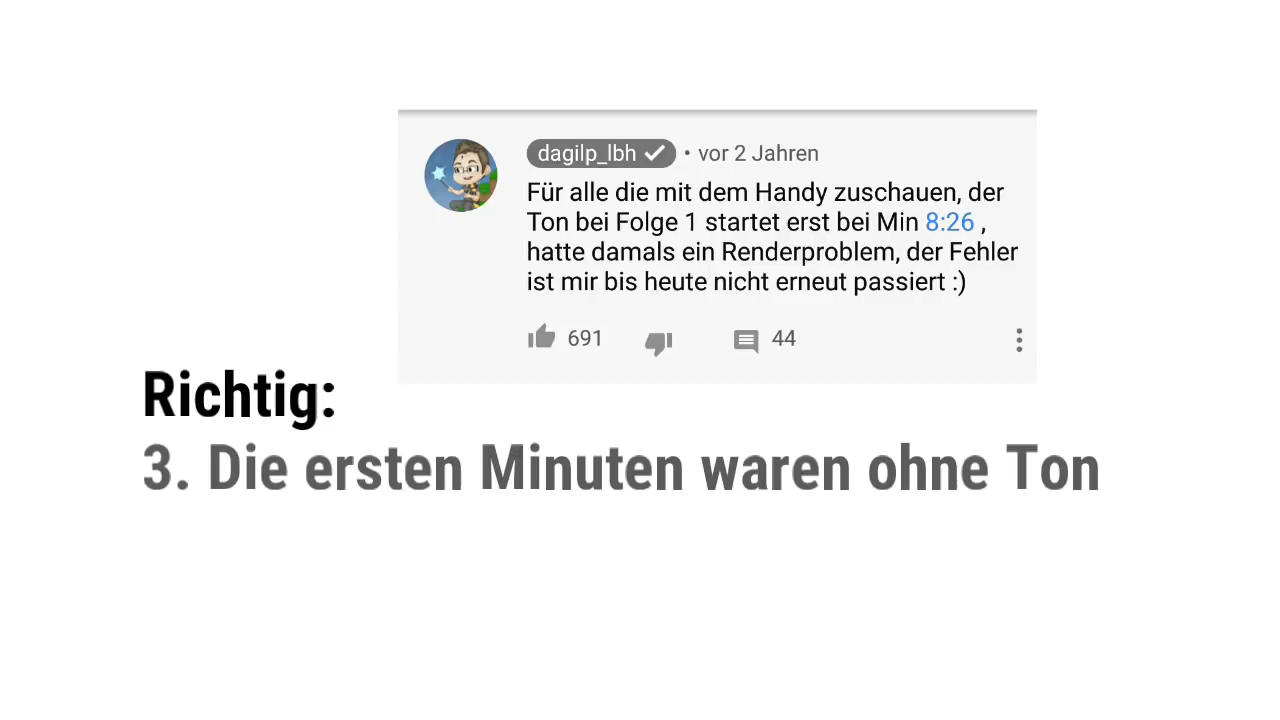 dagilp_lbh • vor 2 Jahren
Für alle die mit dem Handy zuschauen, der
Ton bei Folge 1 startet erst bei Min 8:26 ,
hatte damals ein Renderproblem, der Fehler
ist mir bis heute nicht erneut passiert :)
691 44
Richtig:
3. Die ersten Minuten waren ohne Ton